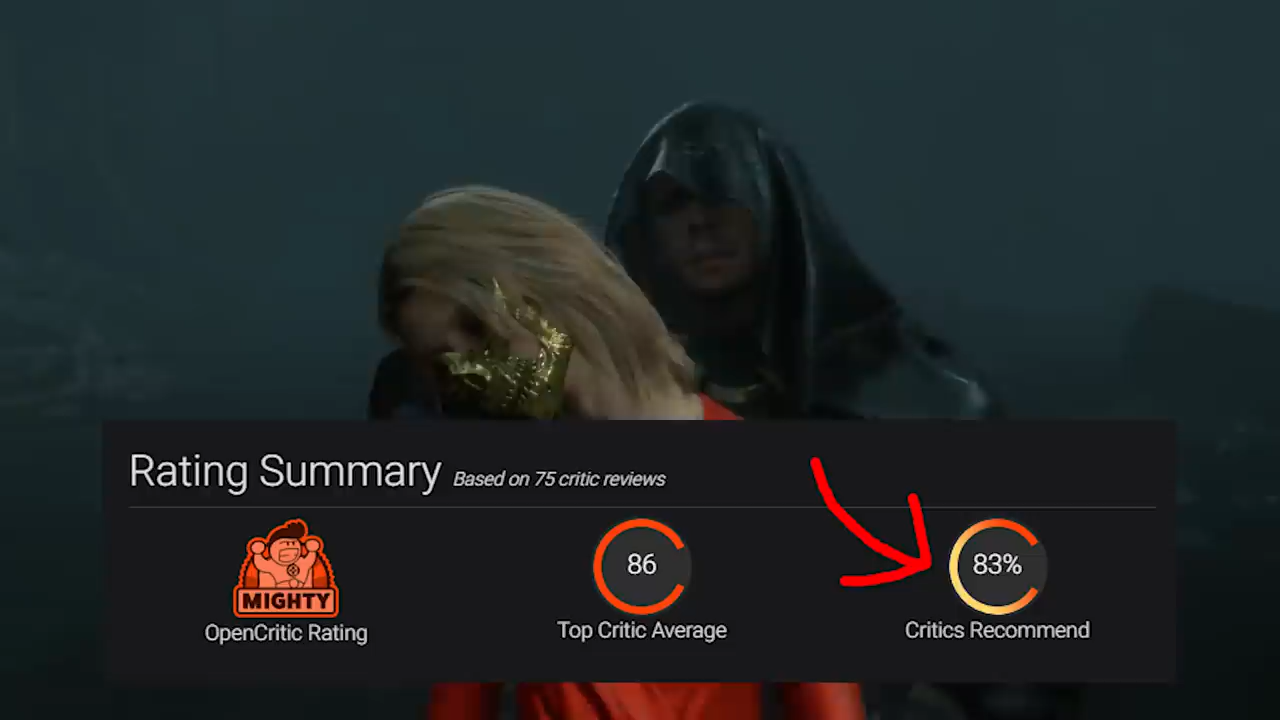 Rating Summary Based on 75 critic reviews
MIGHTY
86
83%
OpenCritic Rating
Top Critic Average
Critics Recommend